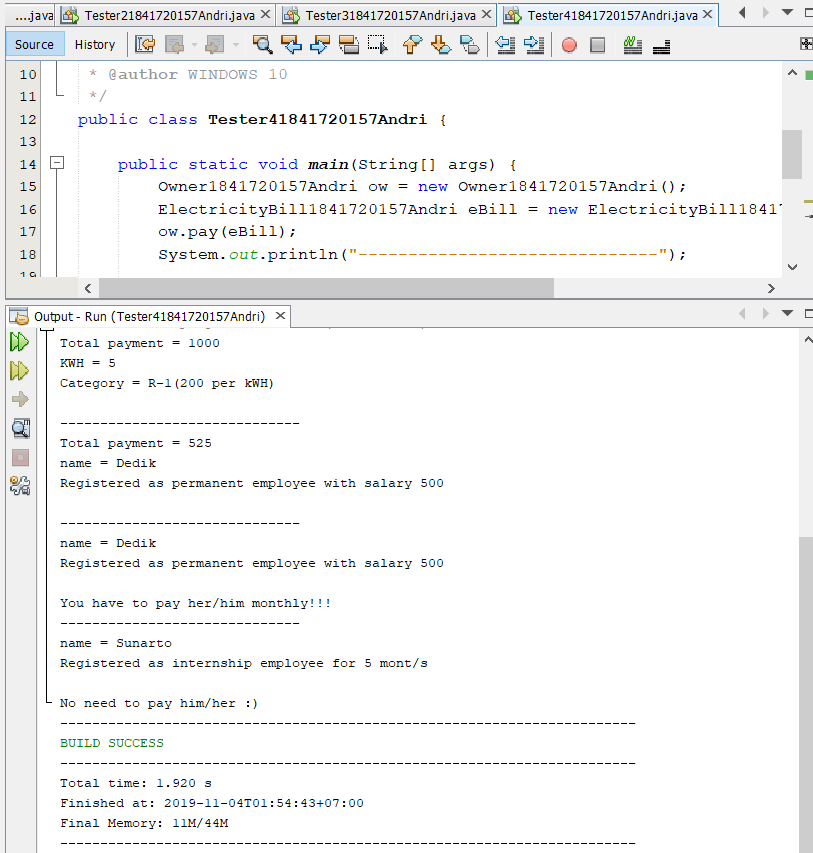 ....java Tester21841720157Andri.java Tester31841720157Andri.java Tester41841720157Andri.java
Source History
10 * @author WINDOWS 10
11 */
12 public class Tester41841720157Andri {
13
14 public static void main(String[] args) {
15 Owner1841720157Andri ow = new Owner1841720157Andri();
16 ElectricityBill1841720157Andri eBill = new ElectricityBill1841
17 ow.pay(eBill);
18 System.out.println("------------------------------");
Output - Run (Tester41841720157Andri)
Total payment = 1000
KWH = 5
Category = R-1(200 per kWH)
------------------------------
Total payment = 525
name = Dedik
Registered as permanent employee with salary 500
------------------------------
name = Dedik
Registered as permanent employee with salary 500
You have to pay her/him monthly!!!
------------------------------
name = Sunarto
Registered as internship employee for 5 mont/s
No need to pay him/her :)
------------------------------------------------------------------------
BUILD SUCCESS
------------------------------------------------------------------------
Total time: 1.920 s
Finished at: 2019-11-04T01:54:43+07:00
Final Memory: 11M/44M
------------------------------------------------------------------------